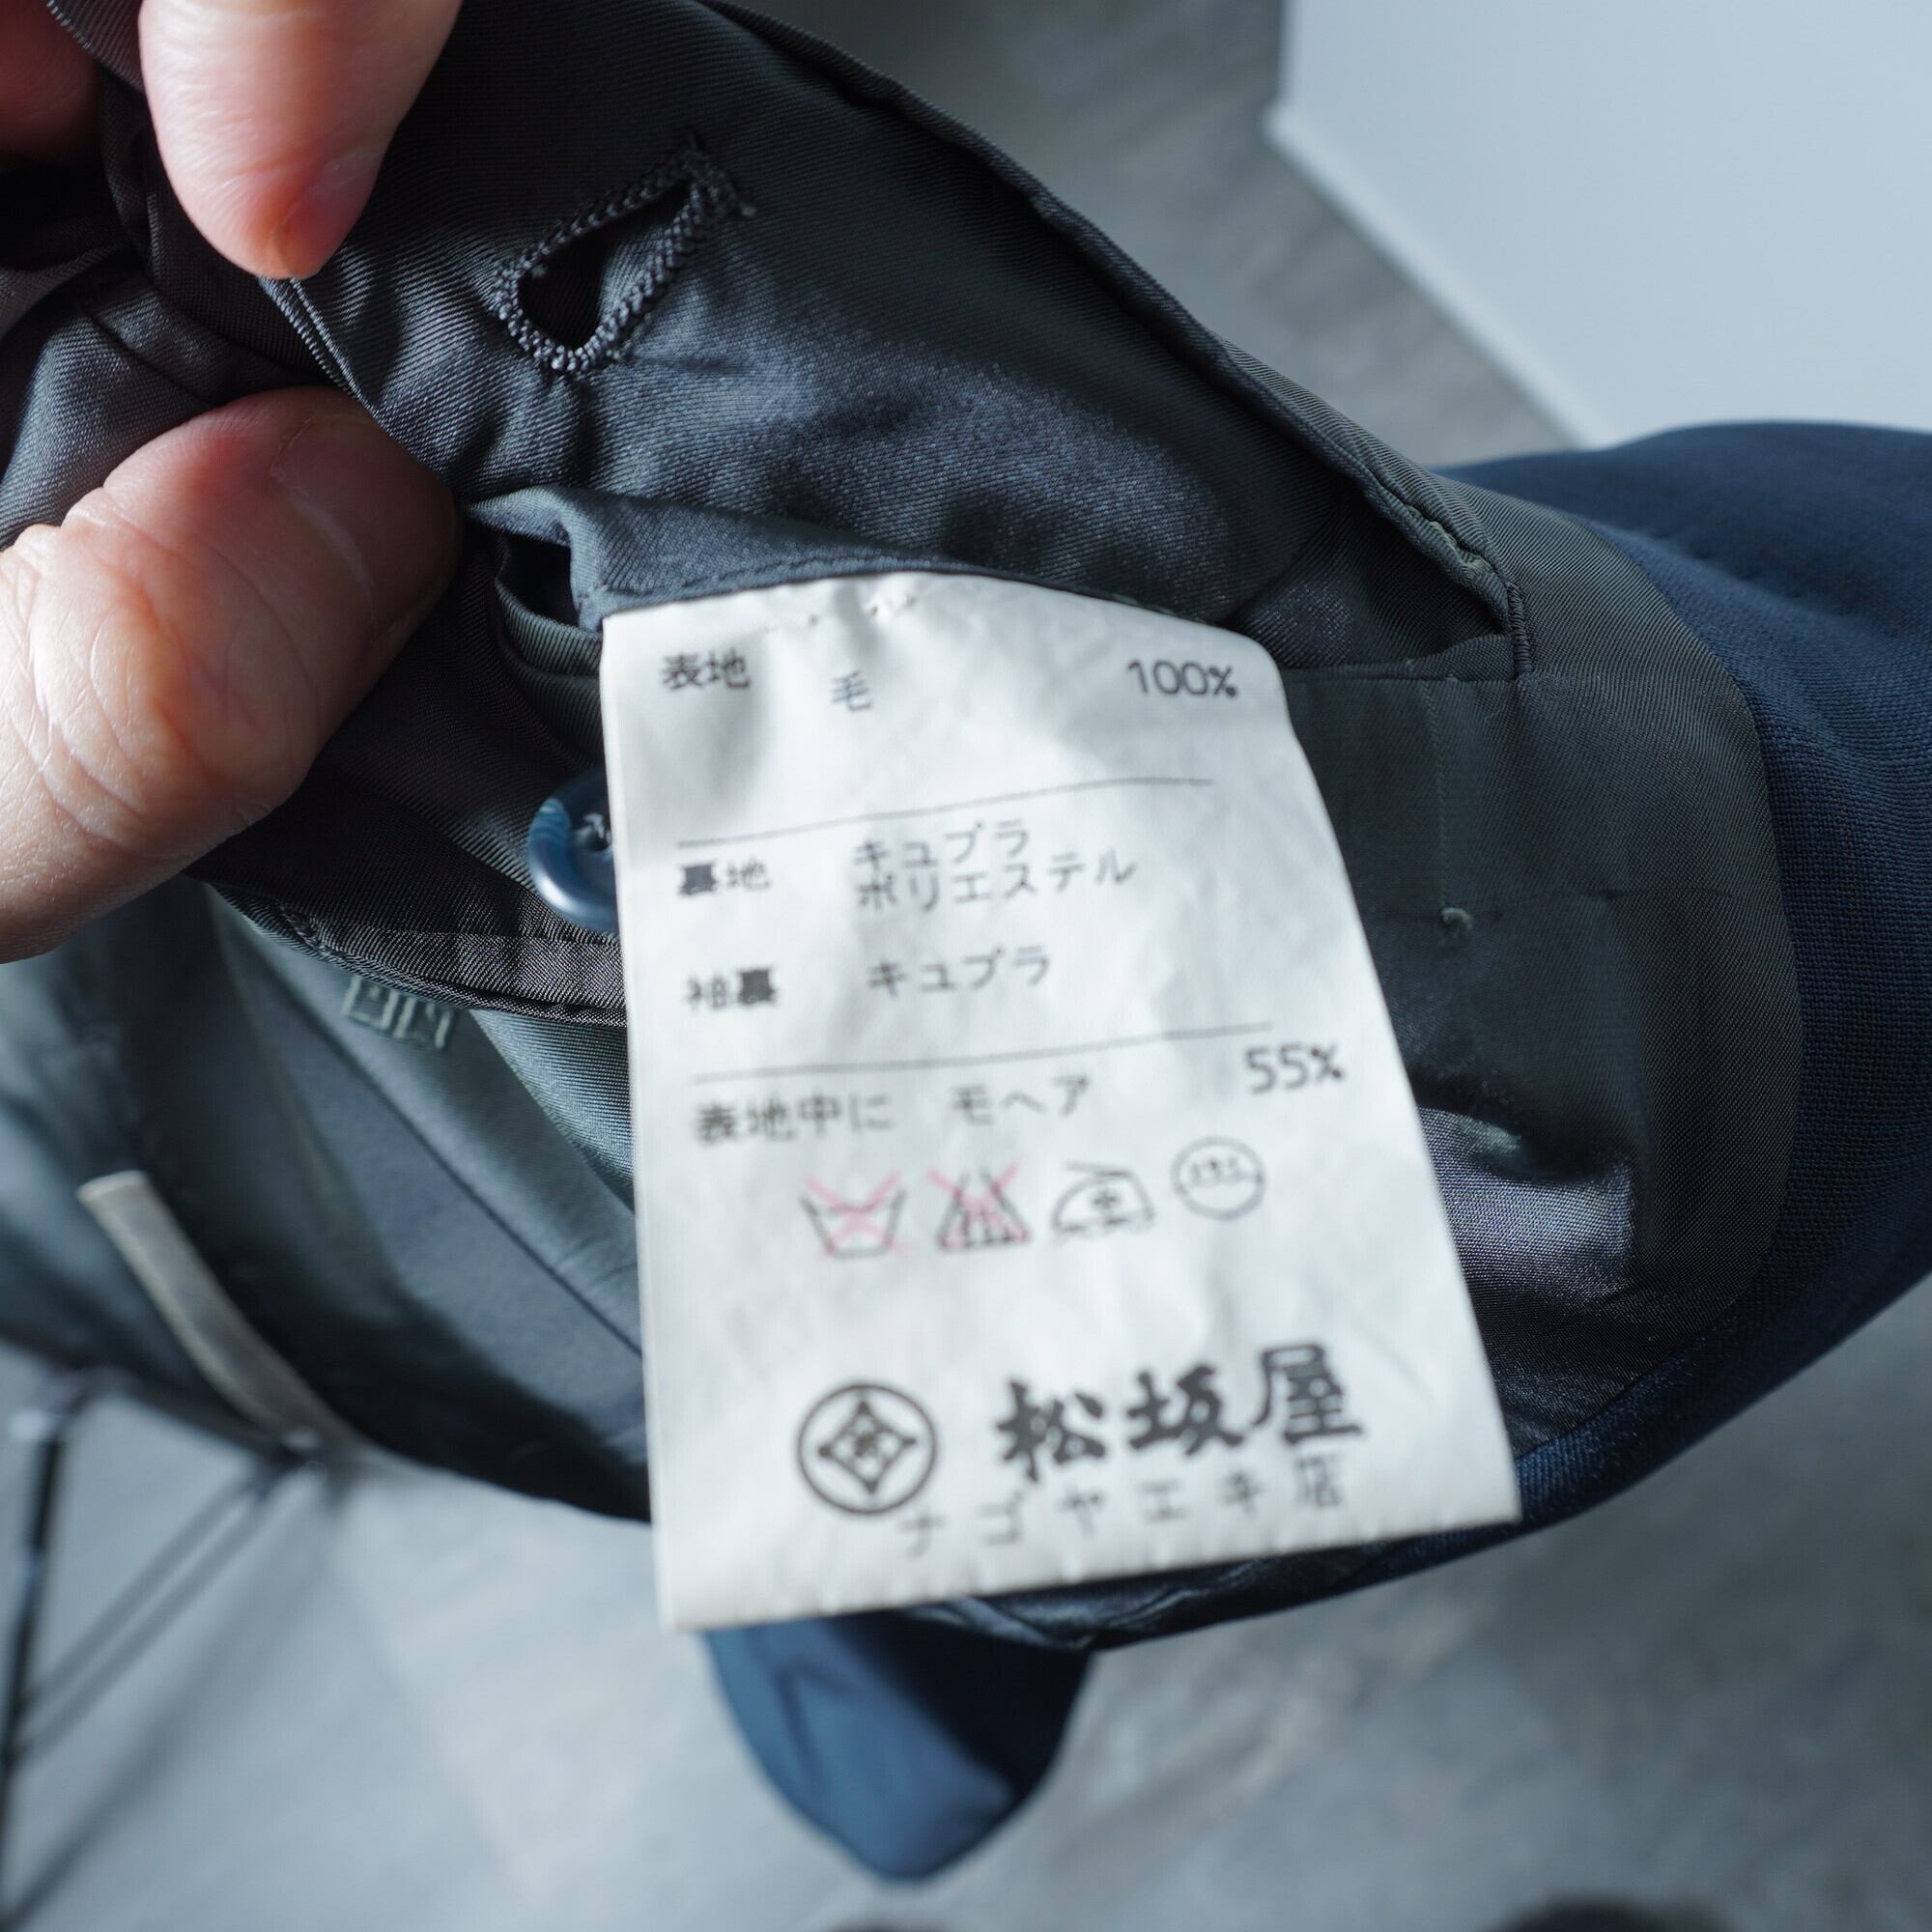 表地 毛 100%
裏地 キュプラ
ポリエステル
袖裏 キュプラ
表地中に モヘア 55%
松坂屋
ナゴヤエキ店